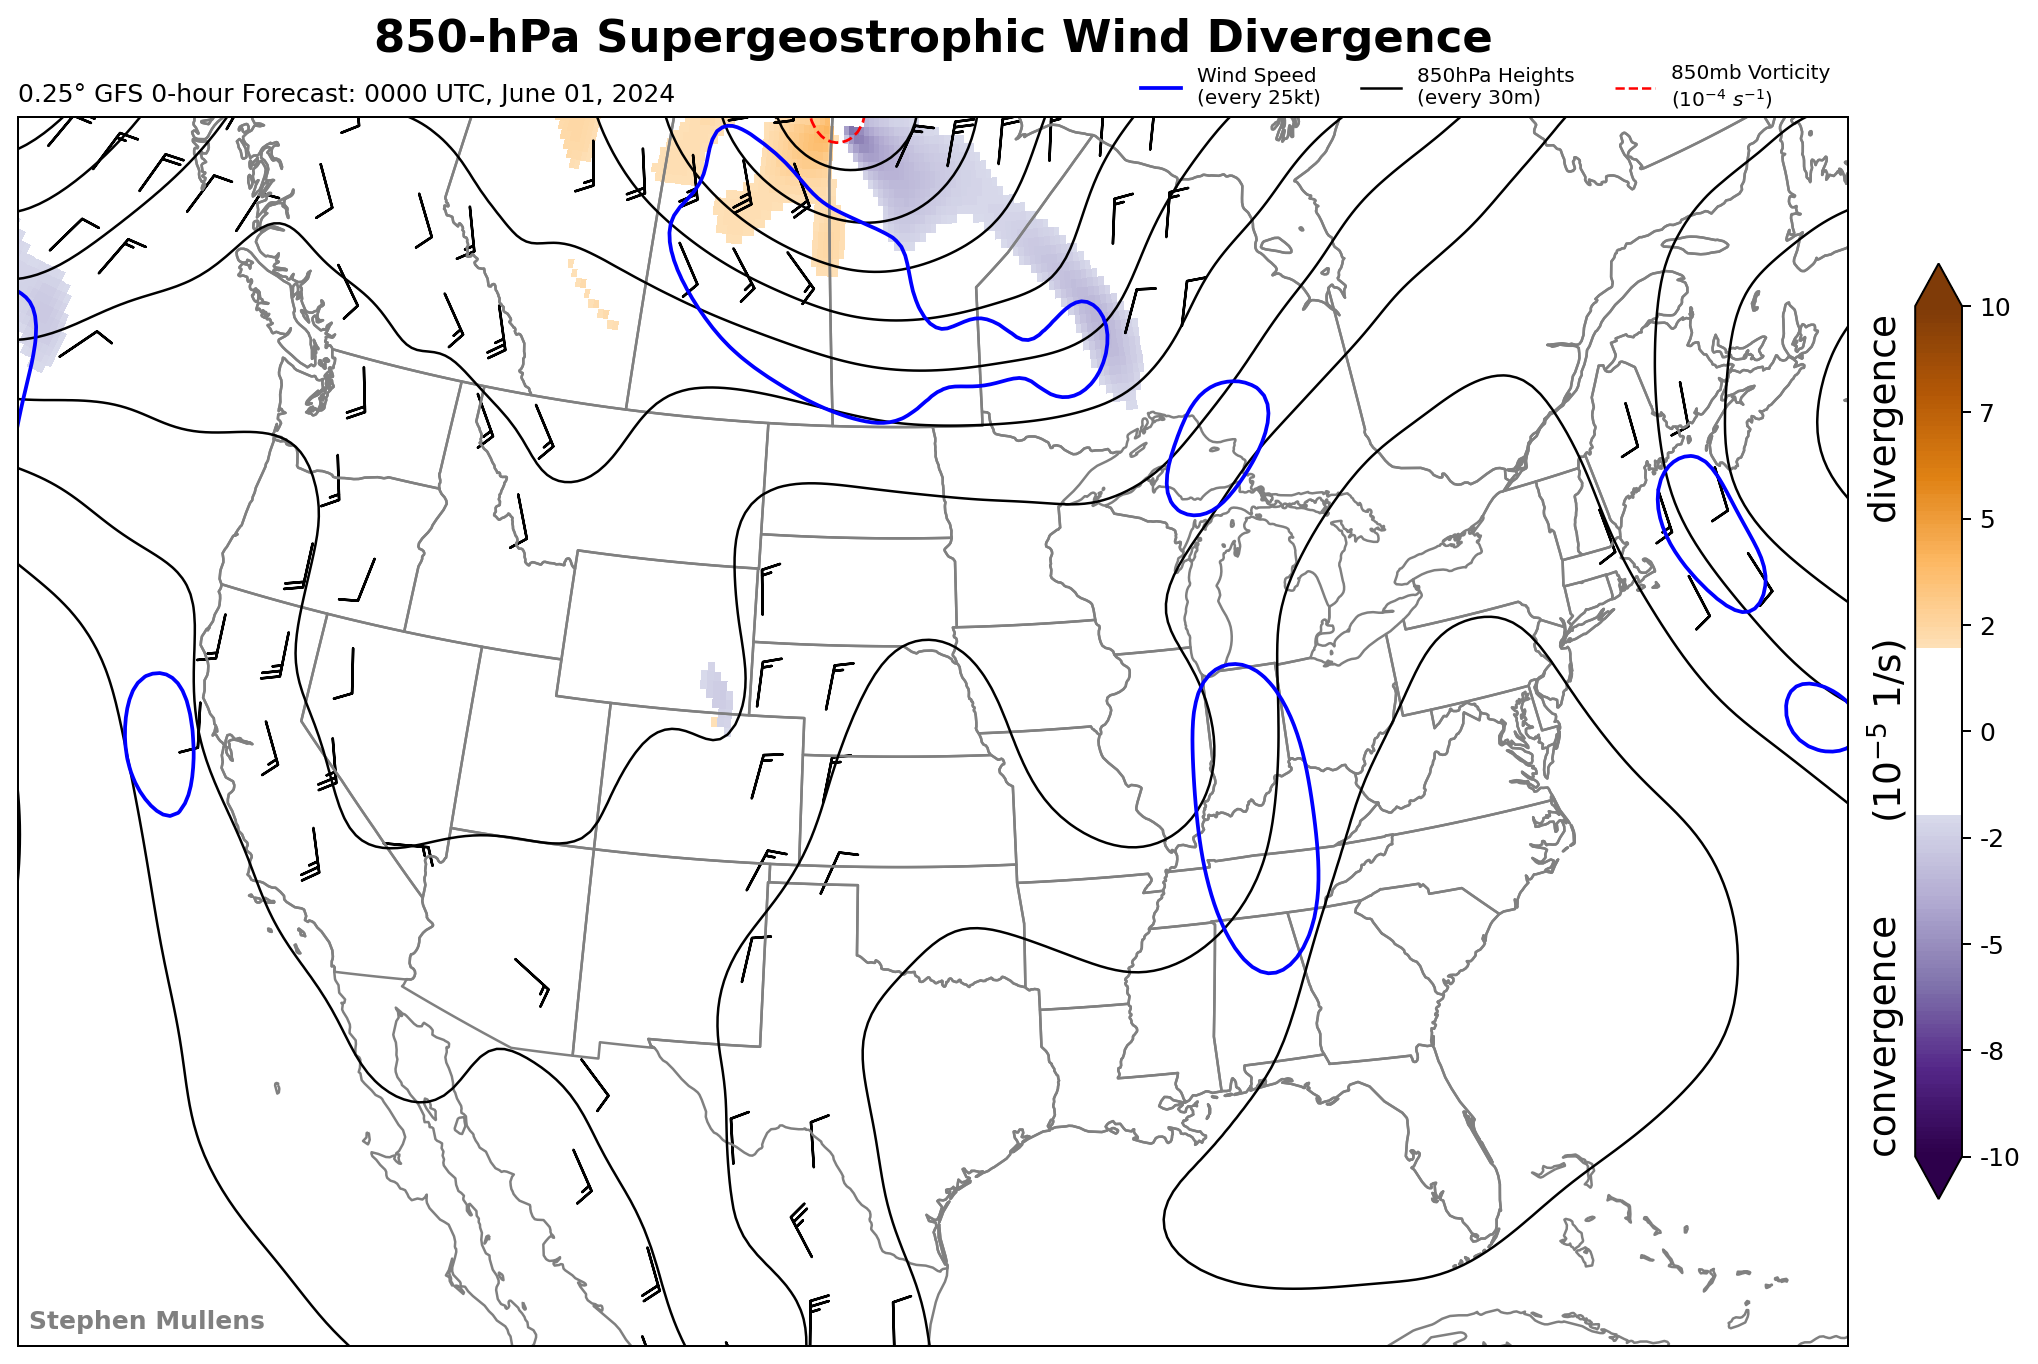 850-hPa Supergeostrophic Wind Divergence
0.25° GFS 0-hour Forecast: 0000 UTC, June 01, 2024
Wind Speed
(every 25kt)
850hPa Heights
(every 30m)
850mb Vorticity
(10⁻⁴ s⁻¹)
10
7
5
2
0
-2
-5
-8
-10
convergence (10⁻⁵ 1/s) divergence
Stephen Mullens